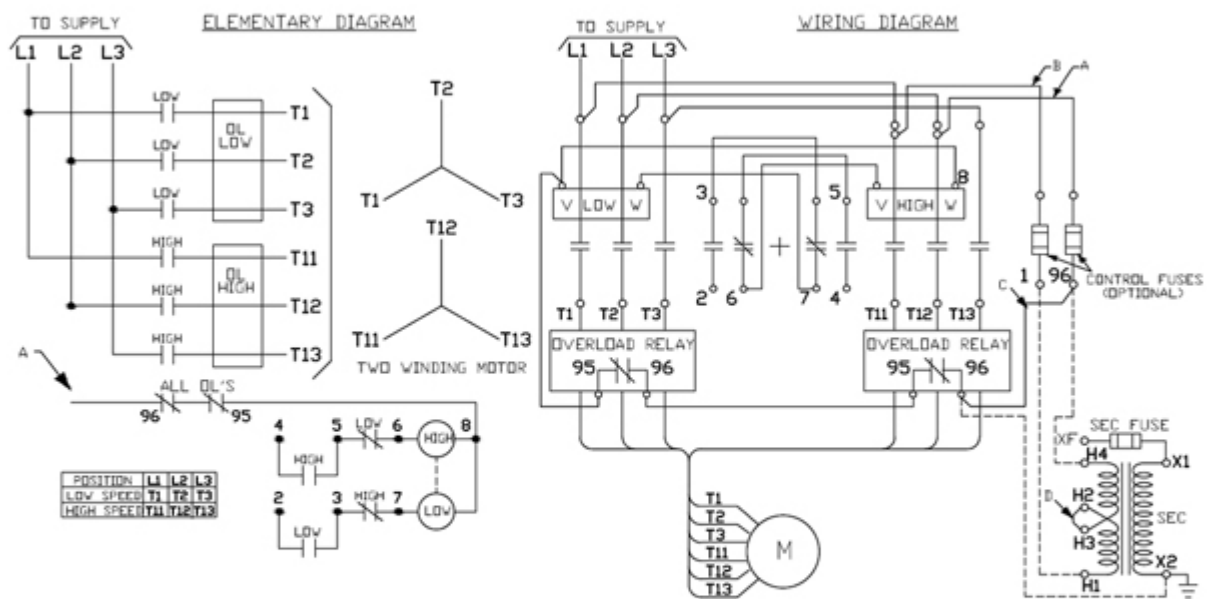 ELEMENTARY DIAGRAM
TO SUPPLY
L1 L2 L3
LOW
T1
OL
LOW
LOW
T2
LOW
T3
HIGH
T11
OL
HIGH
HIGH
T12
HIGH
T13
T2
T1 T3
T12
T11 T13
TWO WINDING MOTOR
A
ALL OL'S
96 95
4 5 LOW 6 HIGH 8
HIGH
2 3 HIGH 7 LOW
LOW
POSITION L1 L2 L3
LOW SPEED T1 T2 T3
HIGH SPEED T11 T12 T13
WIRING DIAGRAM
TO SUPPLY
L1 L2 L3
B A
V LOW W
3 5
8
V HIGH W
2 6 7 4
1 96
CONTROL FUSES
(OPTIONAL)
C
T1 T2 T3
T11 T12 T13
OVERLOAD RELAY
95 96
OVERLOAD RELAY
95 96
SEC FUSE
XF
H4 X1
D H2
H3
SEC
H1 X2
T1
T2
T3
T11
T12
T13
M